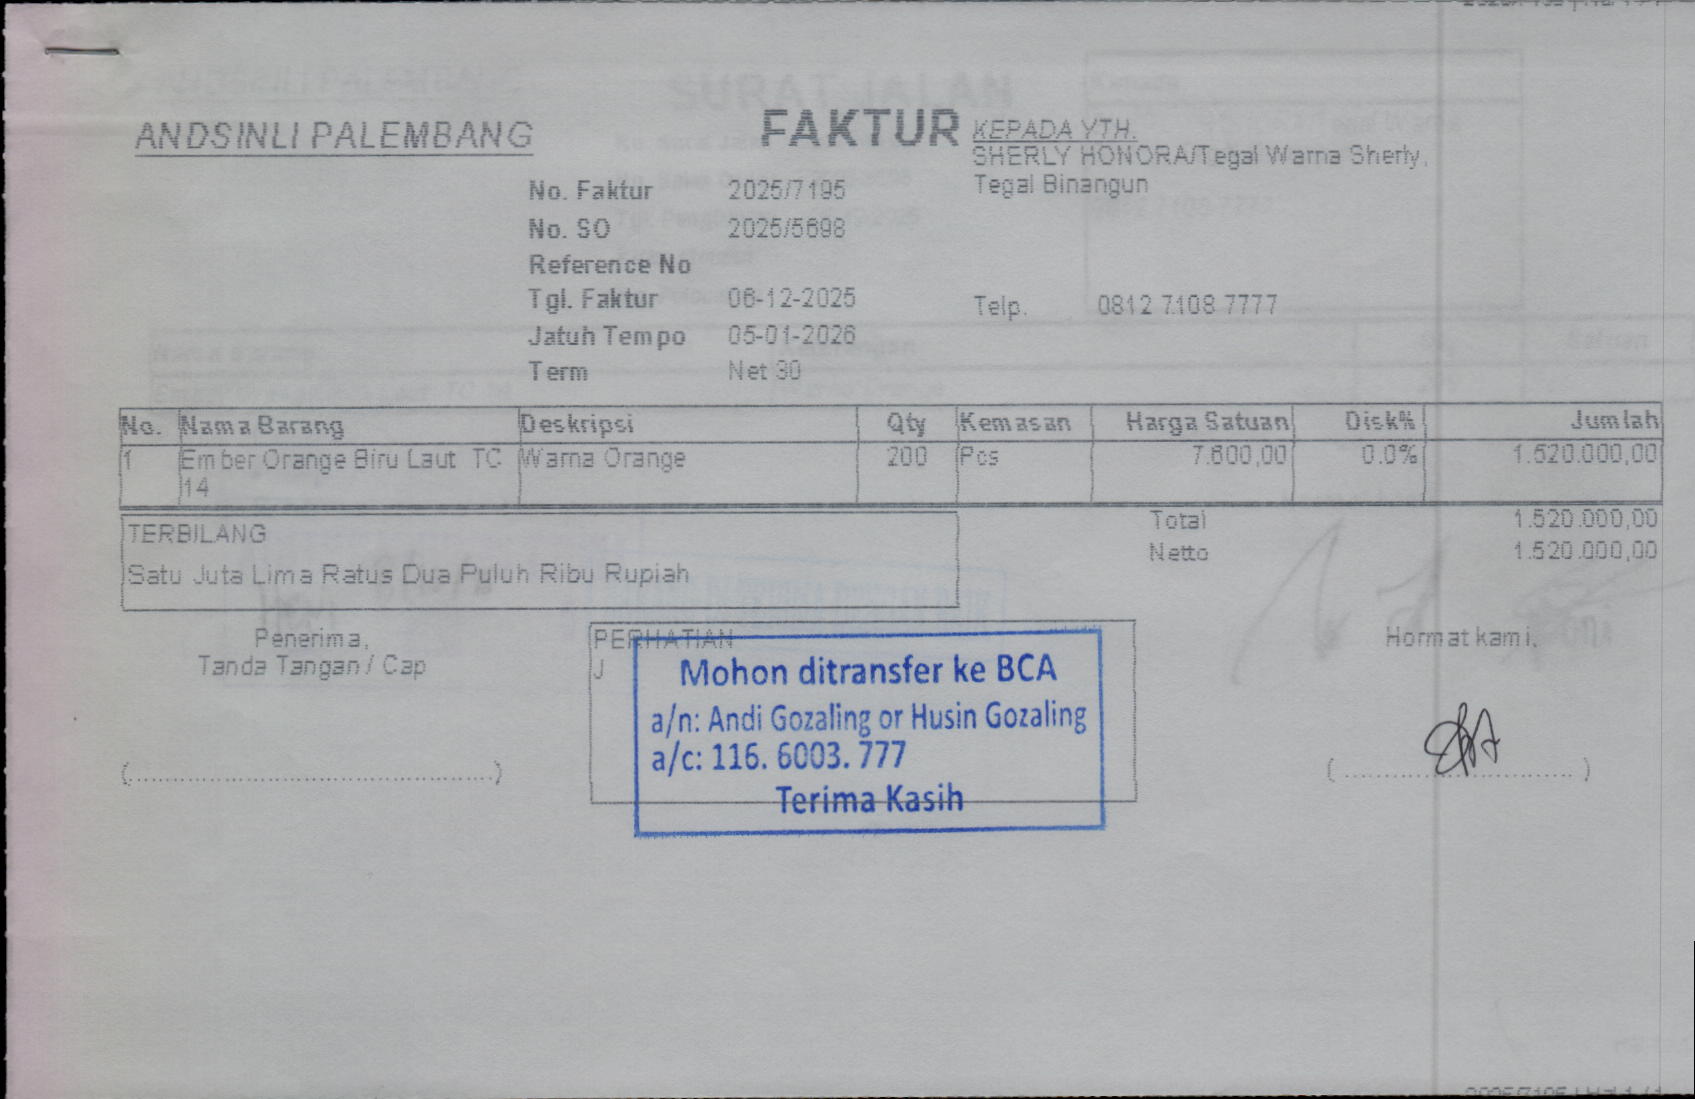 ANDSINLI PALEMBANG
FAKTUR
KEPADA YTH.
SHERLY HONORA/Tegal Warna Sherly,
Tegal Binangun
No. Faktur 2025/7195
No. SO 2025/5698
Reference No
Tgl. Faktur 06-12-2025
Telp. 0812 7108 7777
Jatuh Tempo 05-01-2026
Term Net 30
No. Nama Barang Deskripsi Qty Kemasan Harga Satuan Disk% Jumlah
1 Ember Orange Biru Laut TC Warna Orange 200 Pcs 7.600,00 0.0% 1.520.000,00
14
Total 1.520.000,00
TERBILANG
Netto 1.520.000,00
Satu Juta Lima Ratus Dua Puluh Ribu Rupiah
Penerima,
Tanda Tangan / Cap
PERHATIAN
J
Hormat kami,
Mohon ditransfer ke BCA
a/n: Andi Gozaling or Husin Gozaling
a/c: 116. 6003. 777
Terima Kasih
(......................................................)
(..................................)
SURAT JALAN